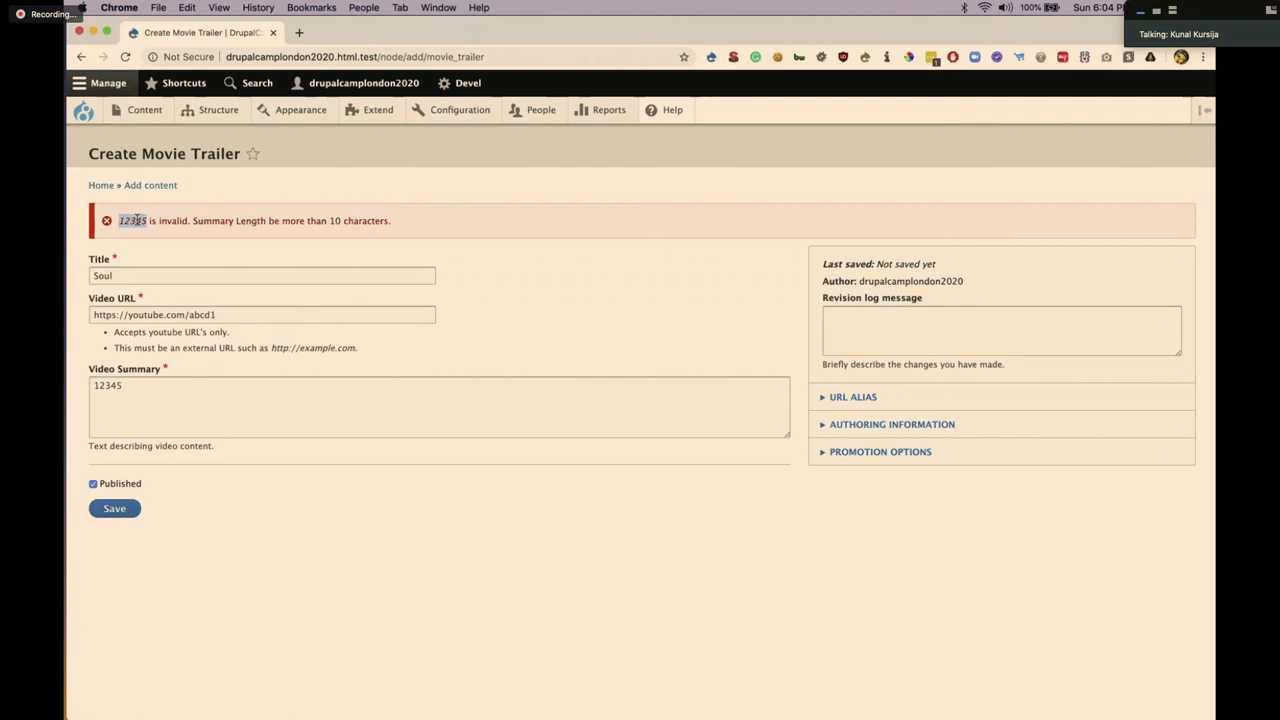 Recording...
Chrome File Edit View History Bookmarks People Tab Window Help
100% Sun 6:04 P
Talking: Kunal Kursija
Create Movie Trailer | DrupalC
Not Secure drupalcamplondon2020.html.test/node/add/movie_trailer
Manage Shortcuts Search drupalcamplondon2020 Devel
Content Structure Appearance Extend Configuration People Reports Help
Create Movie Trailer
Home » Add content
12345 is invalid. Summary Length be more than 10 characters.
Title *
Soul
Video URL *
https://youtube.com/abcd1
• Accepts youtube URL's only.
• This must be an external URL such as http://example.com.
Video Summary *
12345
Text describing video content.
Published
Save
Last saved: Not saved yet
Author: drupalcamplondon2020
Revision log message
Briefly describe the changes you have made.
URL ALIAS
AUTHORING INFORMATION
PROMOTION OPTIONS